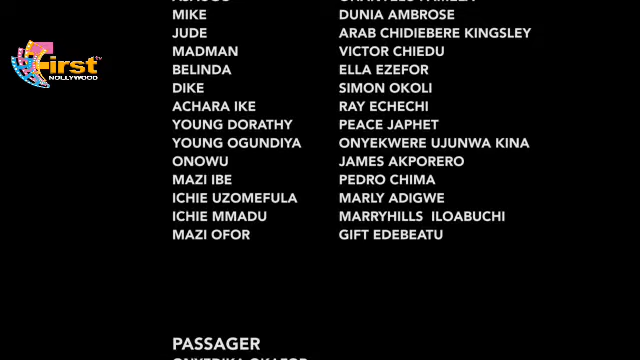 MIKE DUNIA AMBROSE
JUDE ARAB CHIDIEBERE KINGSLEY
MADMAN VICTOR CHIEDU
BELINDA ELLA EZEFOR
DIKE SIMON OKOLI
ACHARA IKE RAY ECHECHI
YOUNG DORATHY PEACE JAPHET
YOUNG OGUNDIYA ONYEKWERE UJUNWA KINA
ONOWU JAMES AKPORERO
MAZI IBE PEDRO CHIMA
ICHIE UZOMEFULA MARLY ADIGWE
ICHIE MMADU MARRYHILLS ILOABUCHI
MAZI OFOR GIFT EDEBEATU
First tv
NOLLYWOOD
PASSAGER